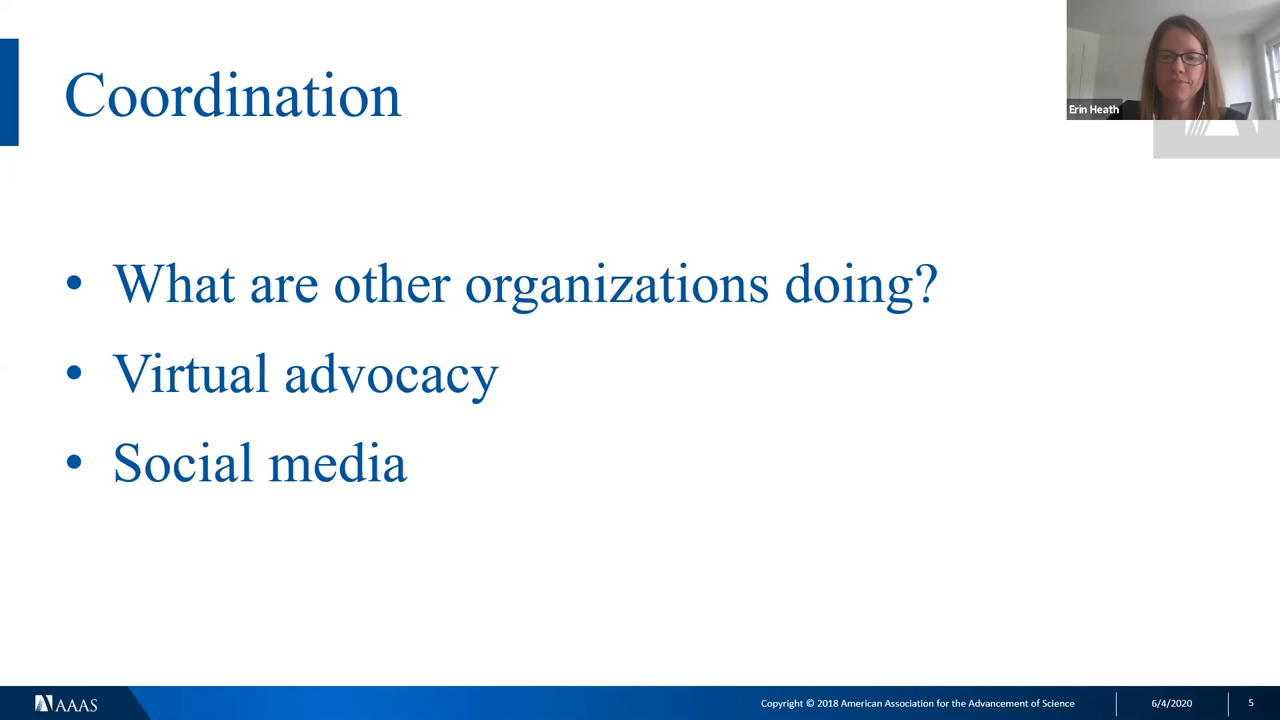 Coordination
Erin Heath
• What are other organizations doing?
• Virtual advocacy
• Social media
AAAS
Copyright © 2018 American Association for the Advancement of Science
6/4/2020
5